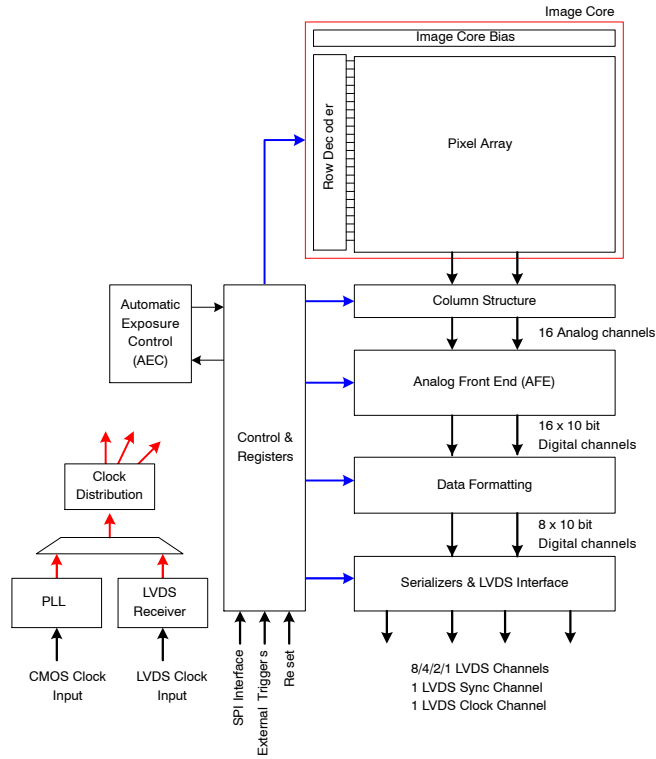 Image Core
Image Core Bias
Row Decoder
Pixel Array
Automatic
Exposure
Control
(AEC)
Column Structure
16 Analog channels
Analog Front End (AFE)
16 x 10 bit
Digital channels
Control &
Registers
Clock
Distribution
Data Formatting
8 x 10 bit
Digital channels
PLL
LVDS
Receiver
Serializers & LVDS Interface
CMOS Clock
Input
LVDS Clock
Input
SPI Interface
External Triggers
Reset
8/4/2/1 LVDS Channels
1 LVDS Sync Channel
1 LVDS Clock Channel